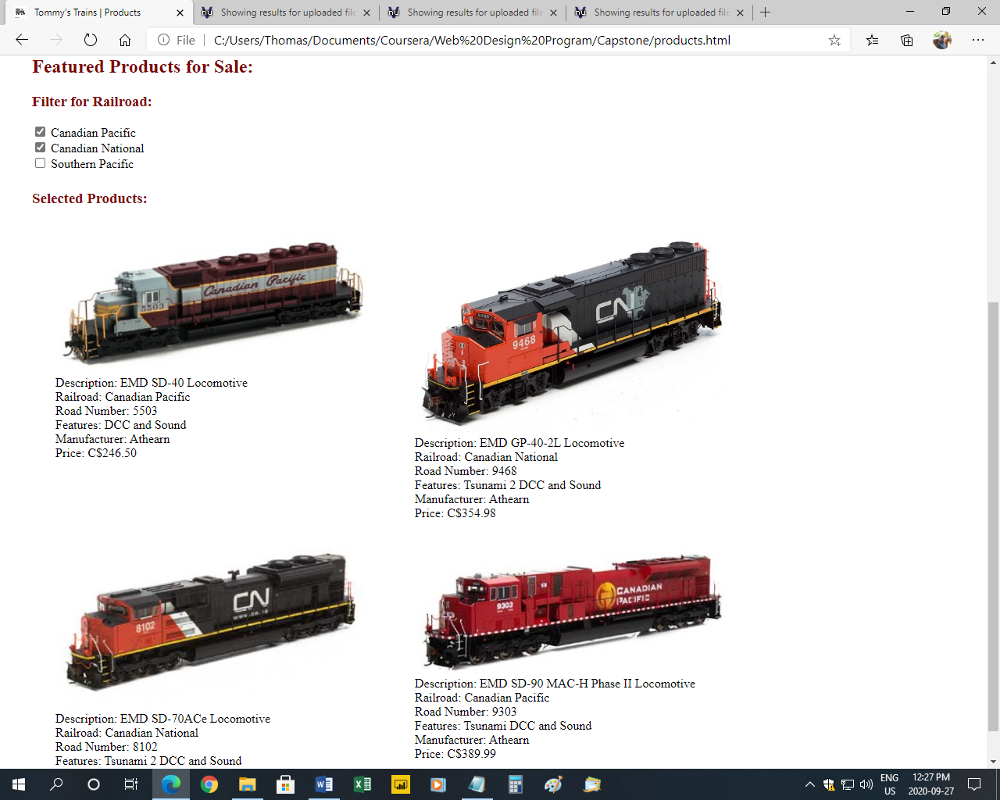 Tommy's Trains | Products
Showing results for uploaded file
Showing results for uploaded file
Showing results for uploaded file
File
C:/Users/Thomas/Documents/Coursera/Web%20Design%20Program/Capstone/products.html
Featured Products for Sale:
Filter for Railroad:
Canadian Pacific
Canadian National
Southern Pacific
Selected Products:
Canadian Pacific
5503
CN
9468
9468
Description: EMD SD-40 Locomotive
Railroad: Canadian Pacific
Road Number: 5503
Features: DCC and Sound
Manufacturer: Athearn
Price: C$246.50
Description: EMD GP-40-2L Locomotive
Railroad: Canadian National
Road Number: 9468
Features: Tsunami 2 DCC and Sound
Manufacturer: Athearn
Price: C$354.98
CN
www.cn.ca
8102
CANADIAN
PACIFIC
9303
Description: EMD SD-70ACe Locomotive
Railroad: Canadian National
Road Number: 8102
Features: Tsunami 2 DCC and Sound
Description: EMD SD-90 MAC-H Phase II Locomotive
Railroad: Canadian Pacific
Road Number: 9303
Features: Tsunami DCC and Sound
Manufacturer: Athearn
Price: C$389.99
ENG
US
12:27 PM
2020-09-27